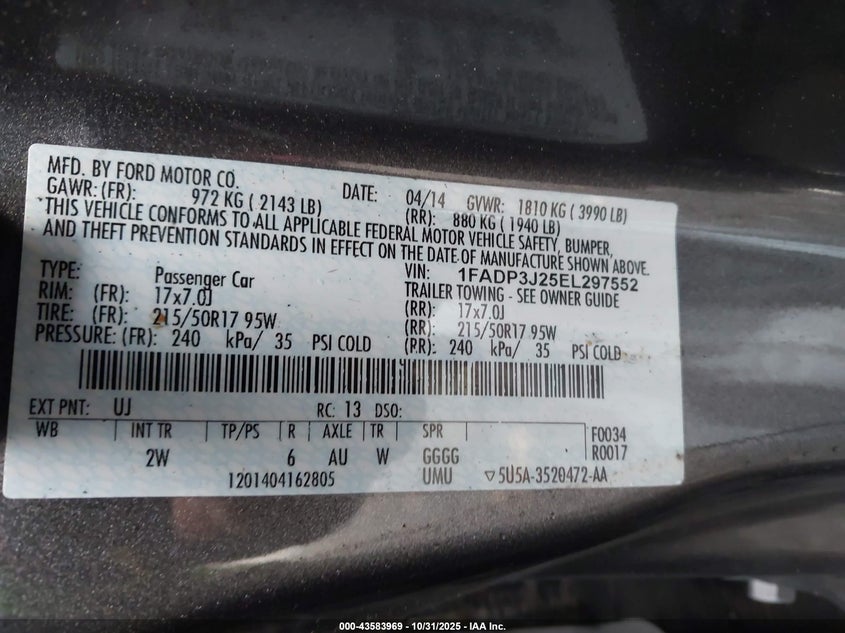 MFD. BY FORD MOTOR CO. DATE: 04/14 GVWR: 1810 KG ( 3990 LB)
GAWR: (FR): 972 KG ( 2143 LB) (RR): 880 KG ( 1940 LB)
THIS VEHICLE CONFORMS TO ALL APPLICABLE FEDERAL MOTOR VEHICLE SAFETY, BUMPER,
AND THEFT PREVENTION STANDARDS IN EFFECT ON THE DATE OF MANUFACTURE SHOWN ABOVE.
VIN: 1FADP3J25EL297552
TYPE: Passenger Car TRAILER TOWING - SEE OWNER GUIDE
RIM: (FR): 17x7.0J (RR): 17x7.0J
TIRE: (FR): 215/50R17 95W (RR): 215/50R17 95W
PRESSURE: (FR): 240 kPa/ 35 PSI COLD (RR): 240 kPa/ 35 PSI COLD
EXT PNT: UJ RC: 13 DSO:
WB INT TR TP/PS R AXLE TR SPR F0034
2W 6 AU W GGGG R0017
1201404162805 UMU ▽5U5A-3520472-AA
000-43583969 - 10/31/2025 - IAA Inc.